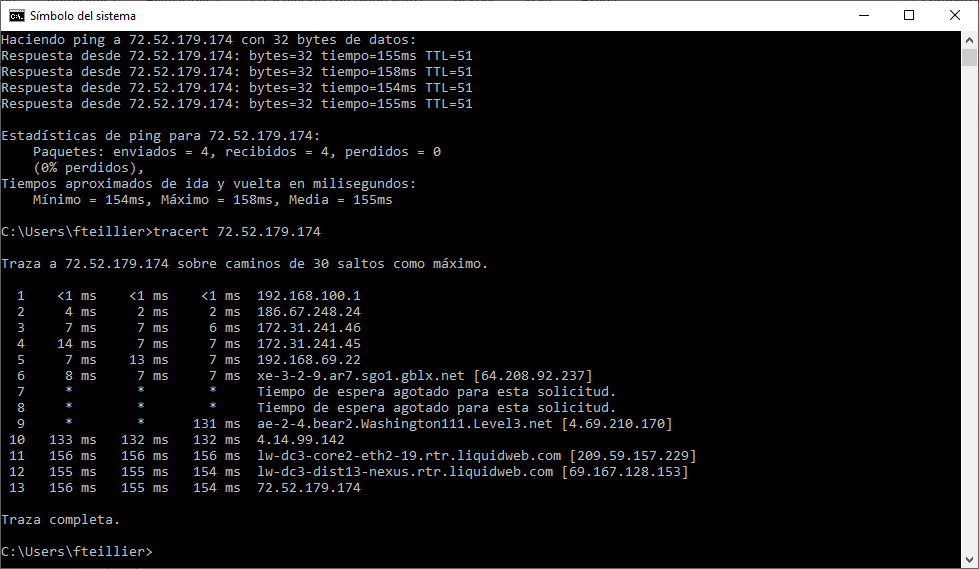 Símbolo del sistema
Haciendo ping a 72.52.179.174 con 32 bytes de datos:
Respuesta desde 72.52.179.174: bytes=32 tiempo=155ms TTL=51
Respuesta desde 72.52.179.174: bytes=32 tiempo=158ms TTL=51
Respuesta desde 72.52.179.174: bytes=32 tiempo=154ms TTL=51
Respuesta desde 72.52.179.174: bytes=32 tiempo=155ms TTL=51

Estadísticas de ping para 72.52.179.174:
    Paquetes: enviados = 4, recibidos = 4, perdidos = 0
    (0% perdidos),
Tiempos aproximados de ida y vuelta en milisegundos:
    Mínimo = 154ms, Máximo = 158ms, Media = 155ms

C:\Users\fteillier>tracert 72.52.179.174

Traza a 72.52.179.174 sobre caminos de 30 saltos como máximo.

  1    <1 ms    <1 ms    <1 ms  192.168.100.1
  2     4 ms     2 ms     2 ms  186.67.248.24
  3     7 ms     7 ms     6 ms  172.31.241.46
  4    14 ms     7 ms     7 ms  172.31.241.45
  5     7 ms    13 ms     7 ms  192.168.69.22
  6     8 ms     7 ms     7 ms  xe-3-2-9.ar7.sgo1.gblx.net [64.208.92.237]
  7     *        *        *     Tiempo de espera agotado para esta solicitud.
  8     *        *        *     Tiempo de espera agotado para esta solicitud.
  9     *        *      131 ms  ae-2-4.bear2.Washington111.Level3.net [4.69.210.170]
 10   133 ms   132 ms   132 ms  4.14.99.142
 11   156 ms   156 ms   156 ms  lw-dc3-core2-eth2-19.rtr.liquidweb.com [209.59.157.229]
 12   155 ms   155 ms   154 ms  lw-dc3-dist13-nexus.rtr.liquidweb.com [69.167.128.153]
 13   156 ms   155 ms   154 ms  72.52.179.174

Traza completa.

C:\Users\fteillier>